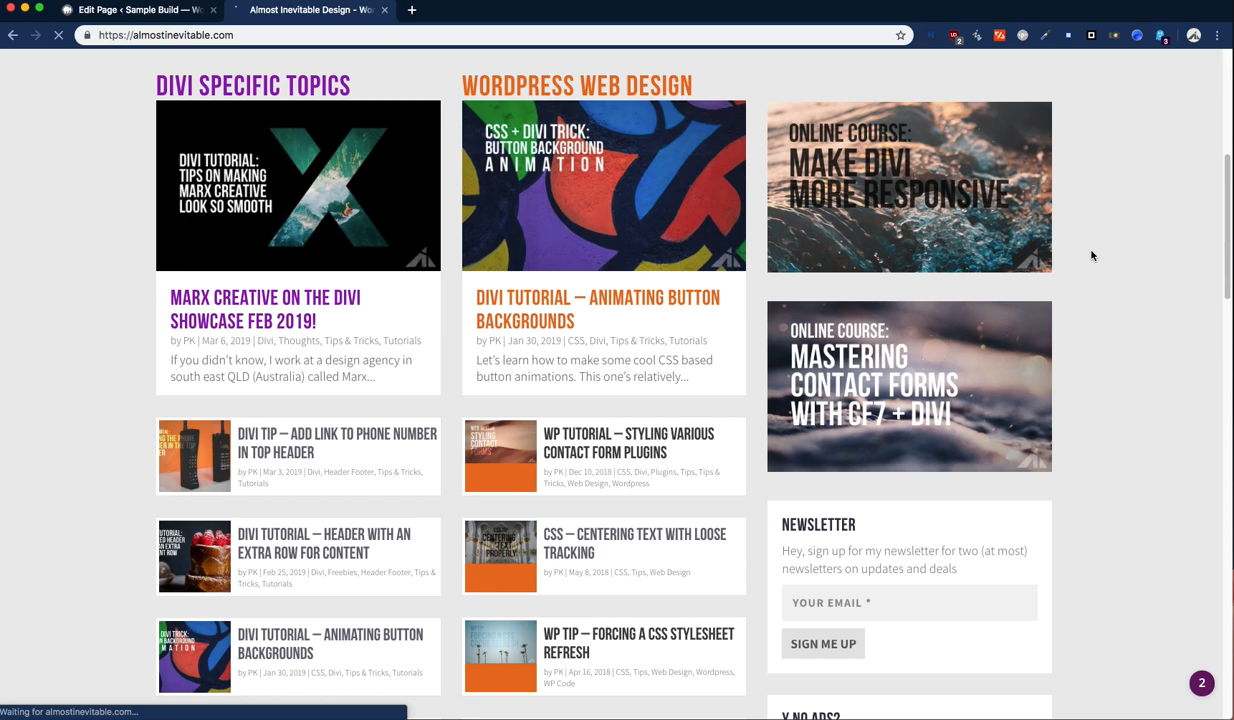 Edit Page ‹ Sample Build — Wo
Almost Inevitable Design - Wor
https://almostinevitable.com
2
3
DIVI SPECIFIC TOPICS
DIVI TUTORIAL:
TIPS ON MAKING
MARX CREATIVE
LOOK SO SMOOTH
MARX CREATIVE ON THE DIVI
SHOWCASE FEB 2019!
by PK | Mar 6, 2019 | Divi, Thoughts, Tips & Tricks, Tutorials
If you didn’t know, I work at a design agency in
south east QLD (Australia) called Marx...
DIVI TIP – ADD LINK TO PHONE NUMBER
IN TOP HEADER
by PK | Mar 3, 2019 | Divi, Header Footer, Tips & Tricks,
Tutorials
DIVI TUTORIAL – HEADER WITH AN
EXTRA ROW FOR CONTENT
by PK | Feb 25, 2019 | Divi, Freebies, Header Footer, Tips &
Tricks, Tutorials
DIVI TUTORIAL – ANIMATING BUTTON
BACKGROUNDS
by PK | Jan 30, 2019 | CSS, Divi, Tips & Tricks, Tutorials
WORDPRESS WEB DESIGN
CSS + DIVI TRICK:
BUTTON BACKGROUND
ANIMATION
DIVI TUTORIAL – ANIMATING BUTTON
BACKGROUNDS
by PK | Jan 30, 2019 | CSS, Divi, Tips & Tricks, Tutorials
Let’s learn how to make some cool CSS based
button animations. This one’s relatively...
STYLING
CONTACT
FORMS
WP TUTORIAL – STYLING VARIOUS
CONTACT FORM PLUGINS
by PK | Dec 10, 2018 | CSS, Divi, Plugins, Tips, Tips &
Tricks, Web Design, Wordpress
CENTERING
TEXT
PROPERLY
CSS – CENTERING TEXT WITH LOOSE
TRACKING
by PK | May 8, 2018 | CSS, Tips, Web Design
WP TIP – FORCING A CSS STYLESHEET
REFRESH
by PK | Apr 16, 2018 | CSS, Tips, Web Design, Wordpress,
WP Code
ONLINE COURSE:
MAKE DIVI
MORE RESPONSIVE
ONLINE COURSE:
MASTERING
CONTACT FORMS
WITH CF7 + DIVI
NEWSLETTER
Hey, sign up for my newsletter for two (at most)
newsletters on updates and deals
YOUR EMAIL *
SIGN ME UP
Y NO ADS?
2
Waiting for almostinevitable.com...